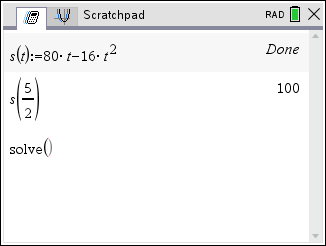 Scratchpad RAD
s(t):=80· t−16· t² Done
s(5/2) 100
solve()